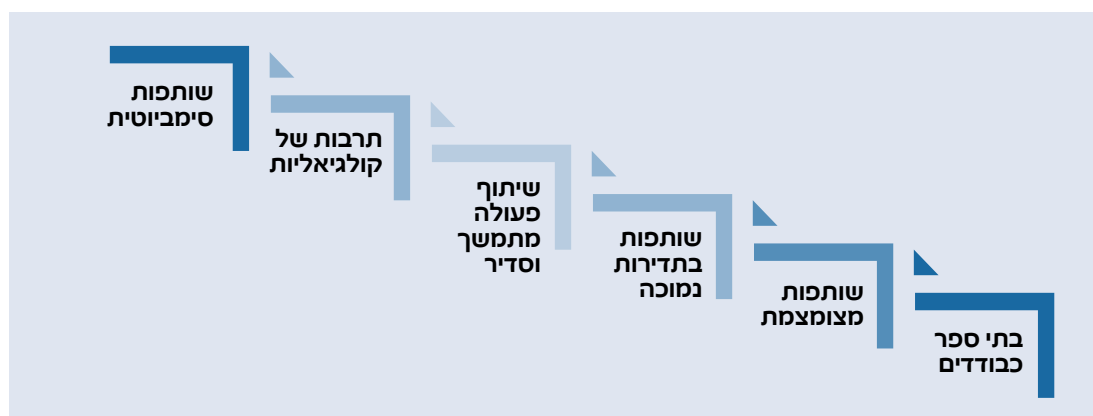 בתי ספר
כבודדים
שותפות
מצומצמת
שותפות
בתדירות
נמוכה
שיתוף
פעולה
מתמשך
וסדיר
תרבות של
קולגיאליות
שותפות
סימביוטית